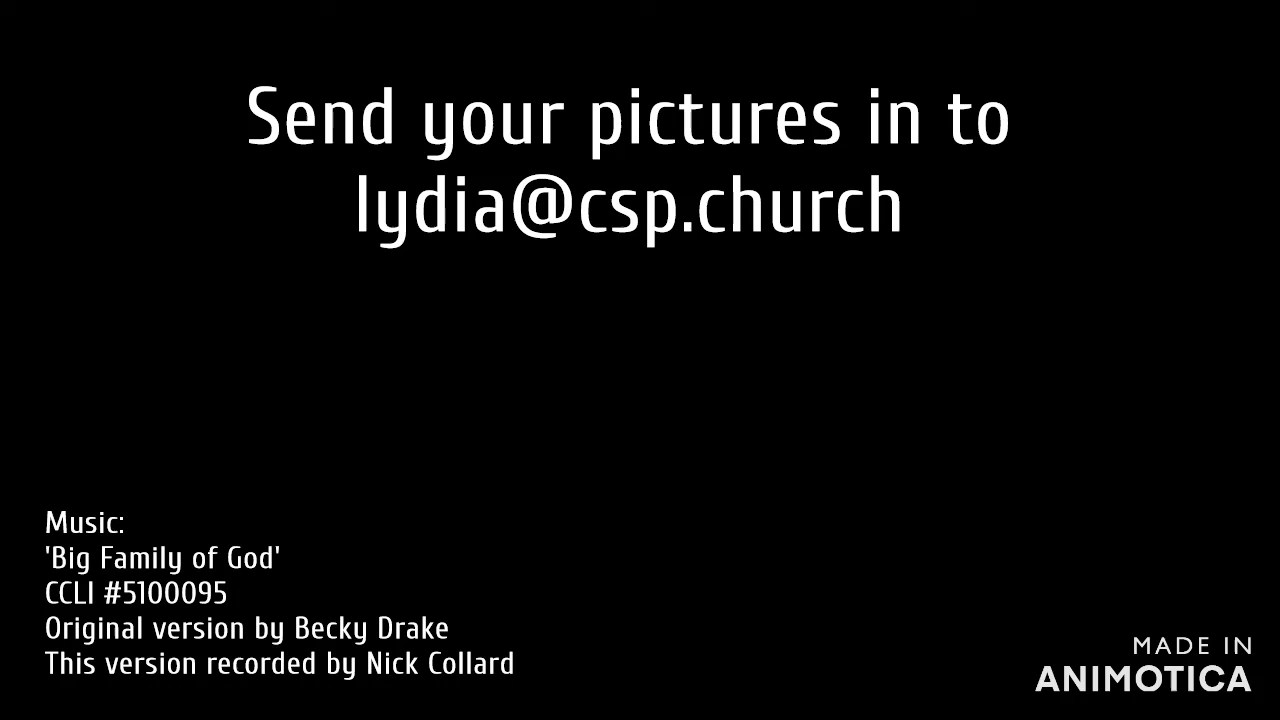 Send your pictures in to
lydia@csp.church
Music:
'Big Family of God'
CCLI #5100095
Original version by Becky Drake
This version recorded by Nick Collard
MADE IN
ANIMOTICA